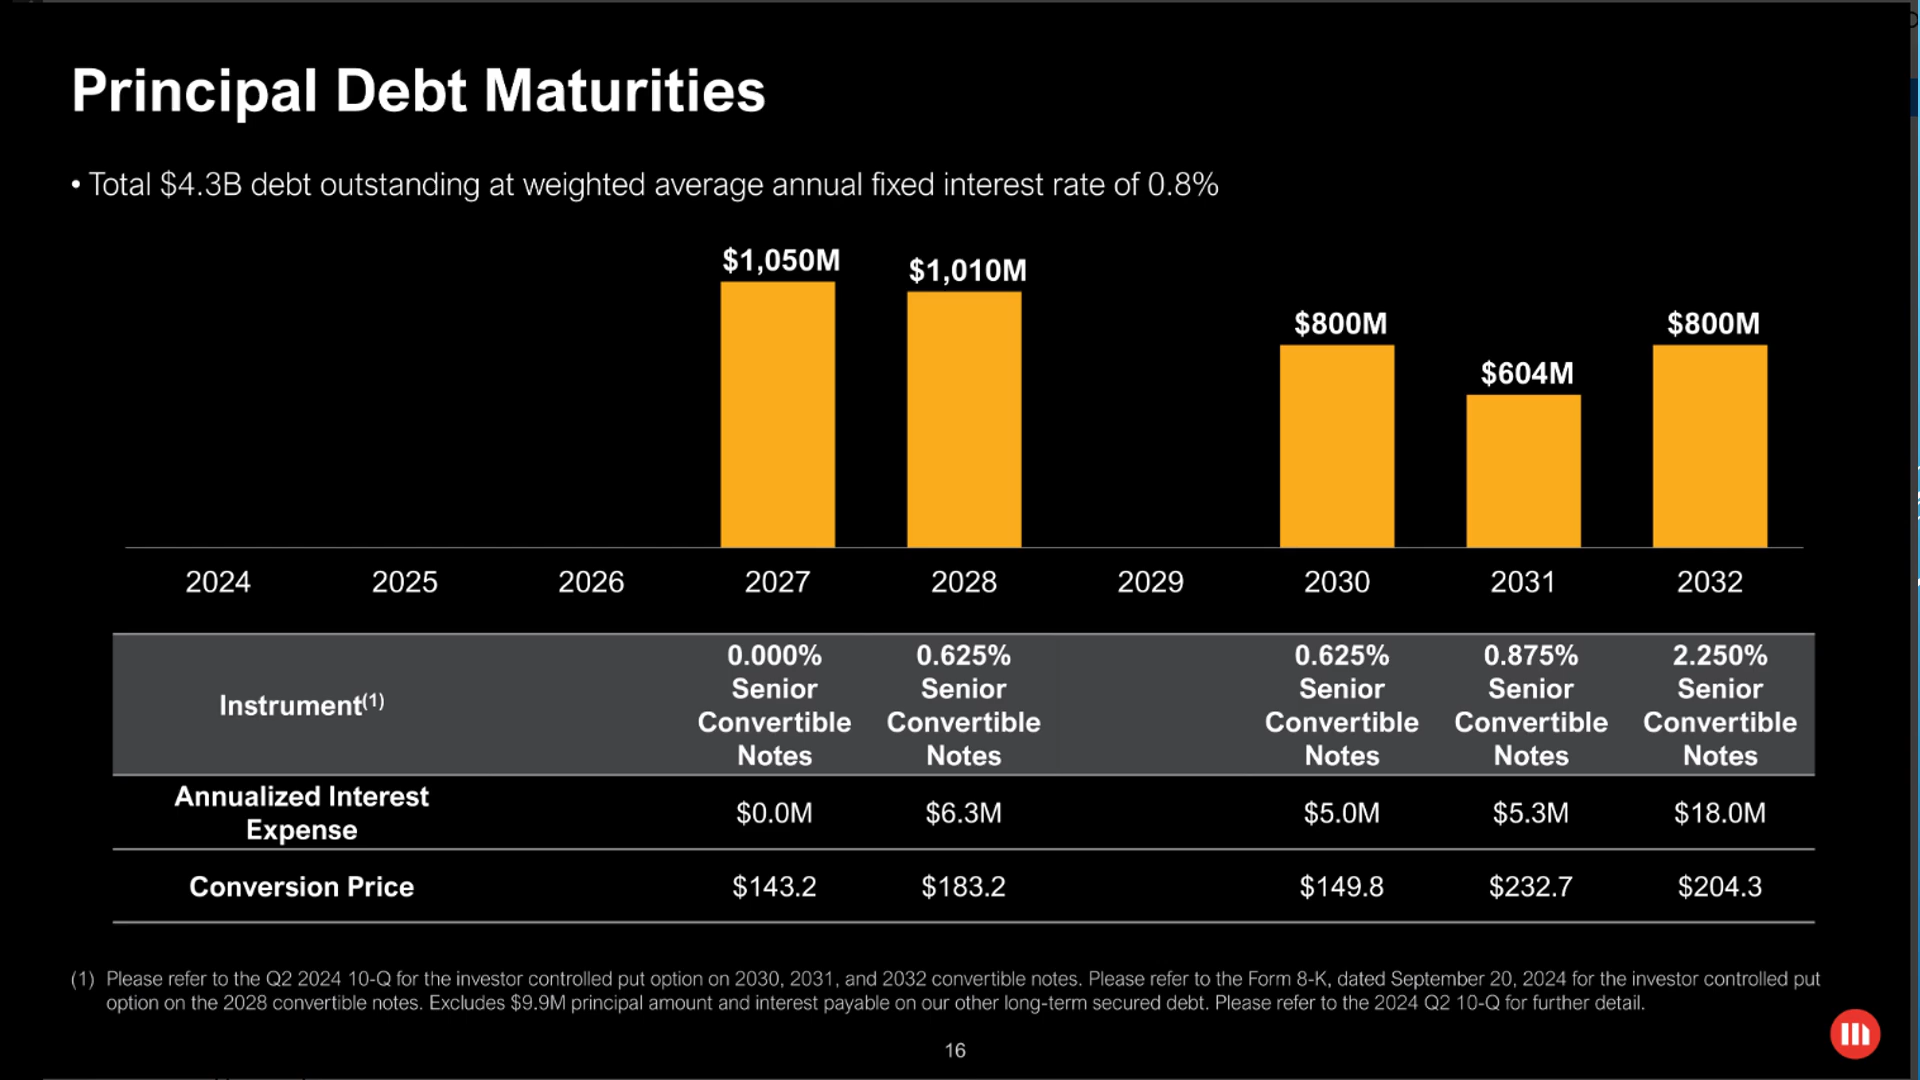 Principal Debt Maturities
• Total $4.3B debt outstanding at weighted average annual fixed interest rate of 0.8%
$1,050M $1,010M $800M $604M $800M
2024 2025 2026 2027 2028 2029 2030 2031 2032
Instrument(1)
0.000%
Senior
Convertible
Notes
0.625%
Senior
Convertible
Notes
0.625%
Senior
Convertible
Notes
0.875%
Senior
Convertible
Notes
2.250%
Senior
Convertible
Notes
Annualized Interest
Expense
$0.0M $6.3M $5.0M $5.3M $18.0M
Conversion Price $143.2 $183.2 $149.8 $232.7 $204.3
(1) Please refer to the Q2 2024 10-Q for the investor controlled put option on 2030, 2031, and 2032 convertible notes. Please refer to the Form 8-K, dated September 20, 2024 for the investor controlled put
option on the 2028 convertible notes. Excludes $9.9M principal amount and interest payable on our other long-term secured debt. Please refer to the 2024 Q2 10-Q for further detail.
16